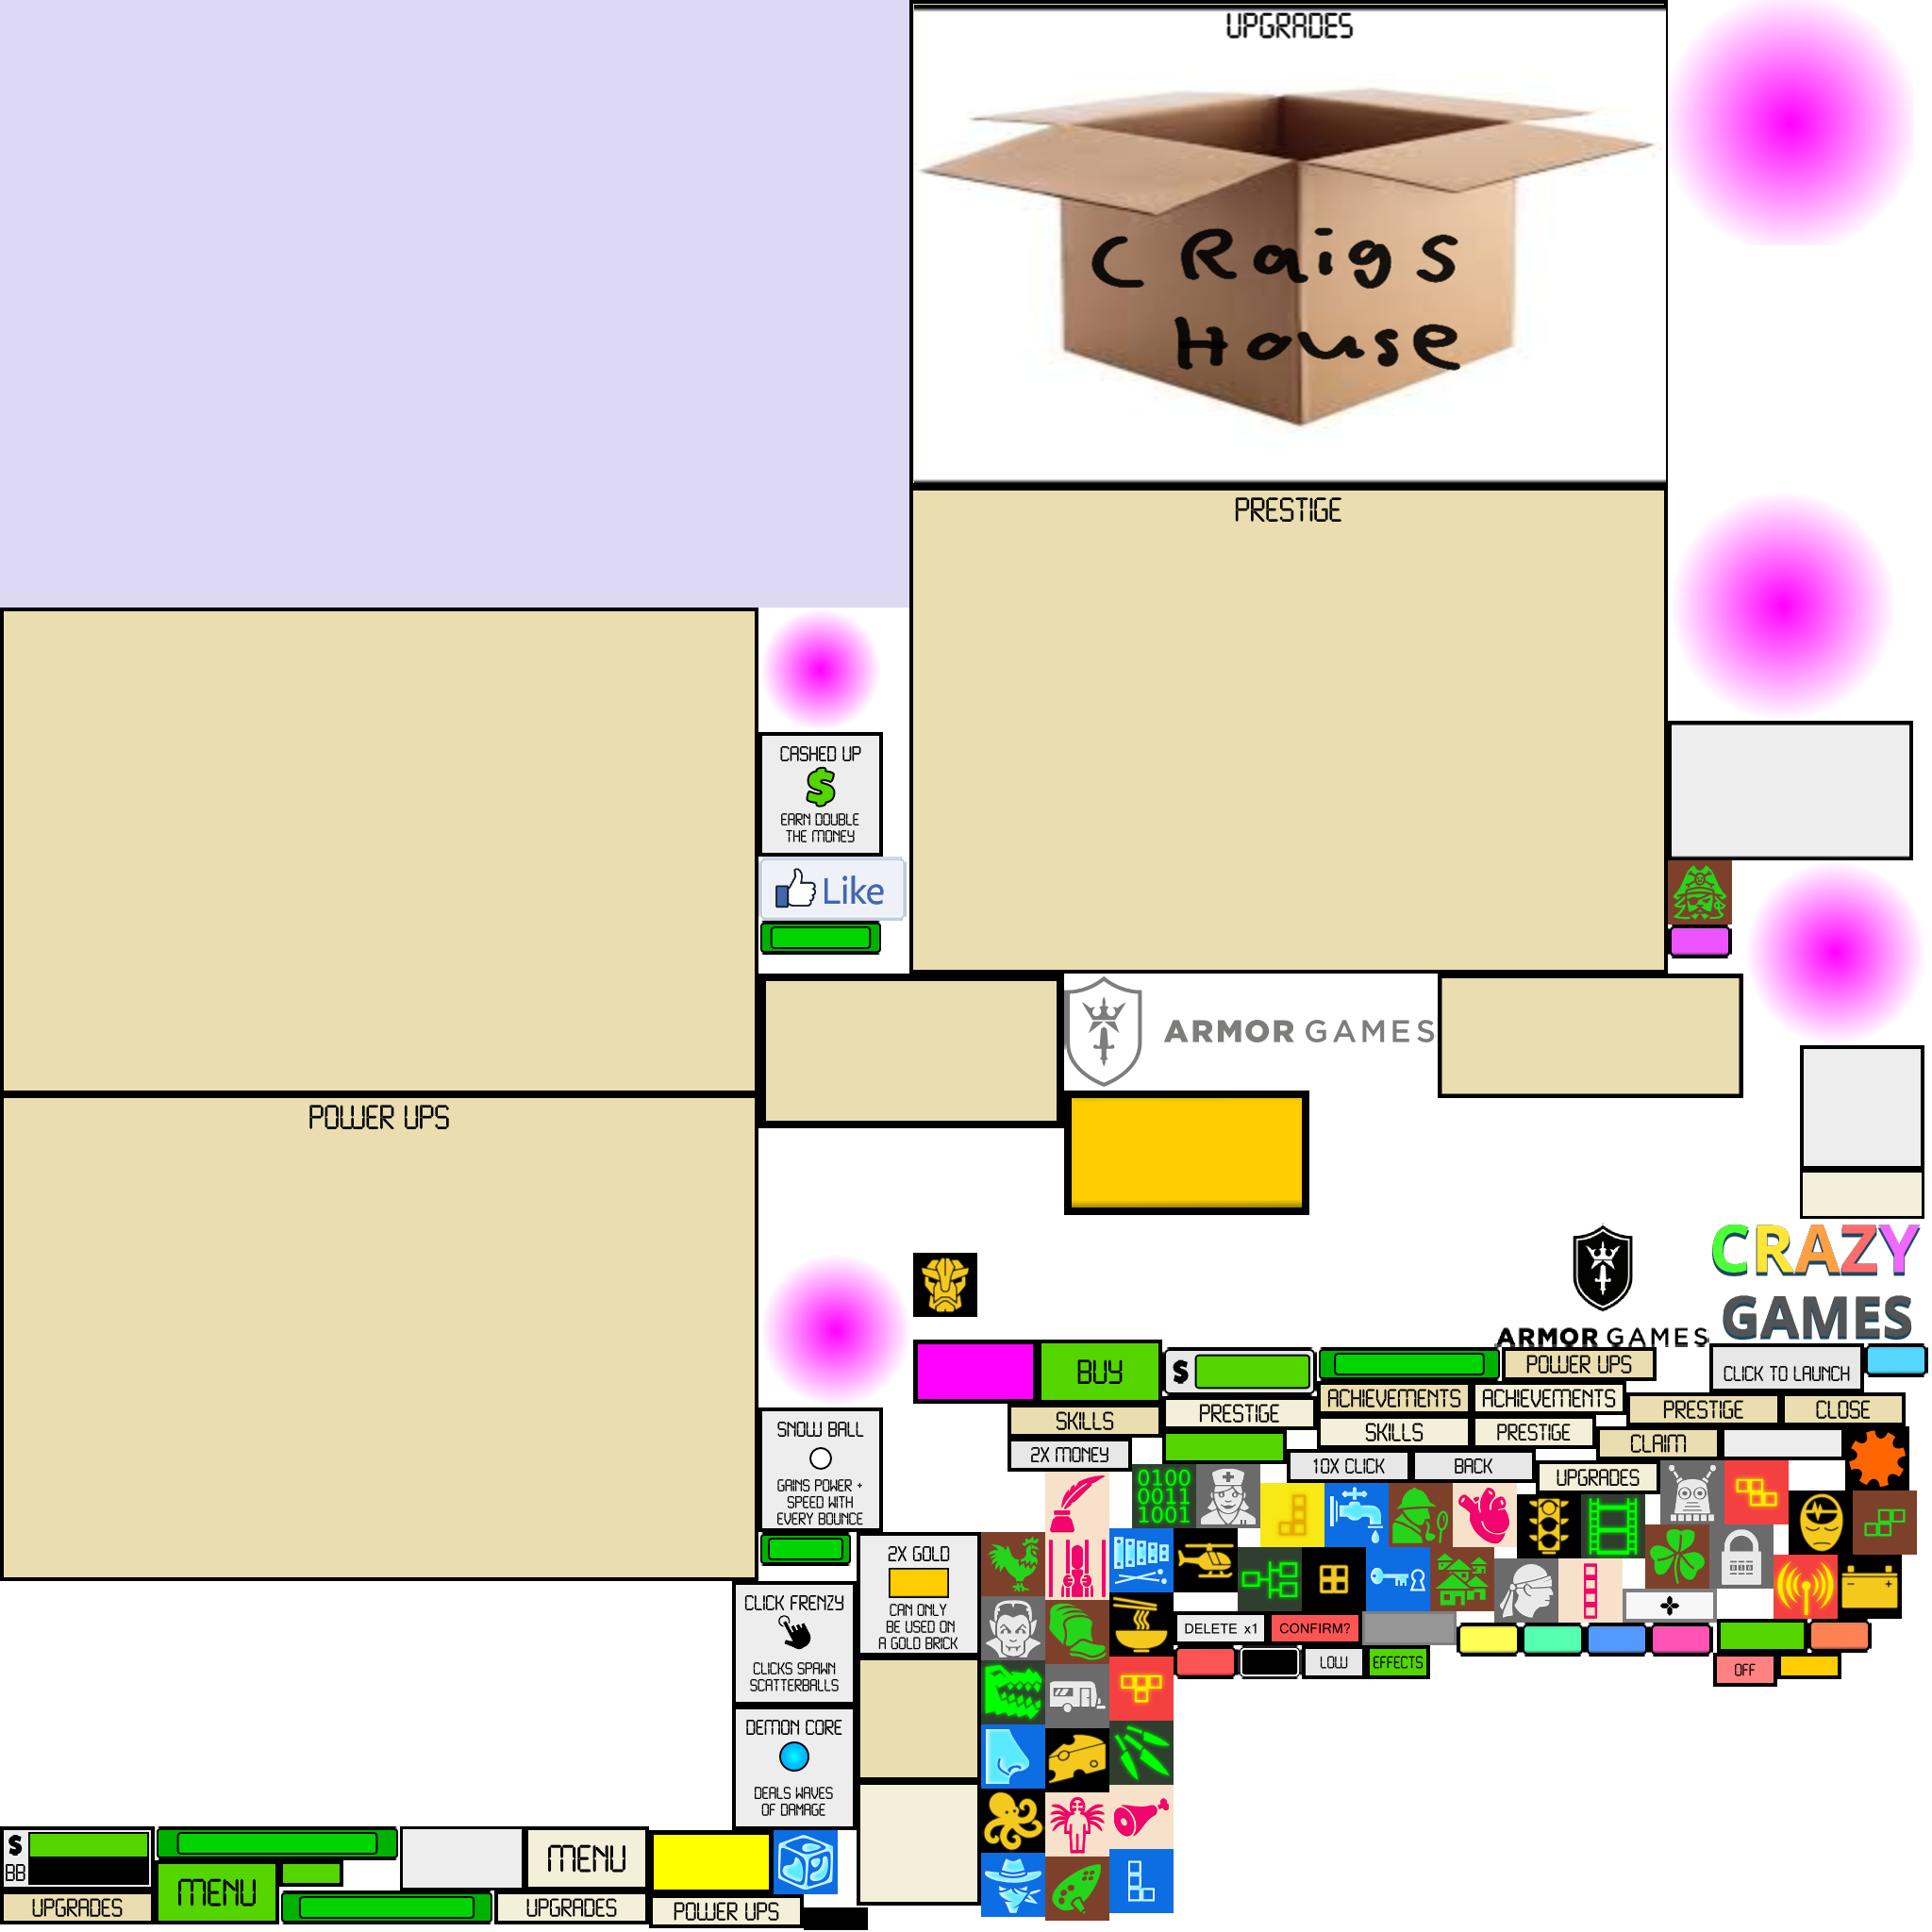 UPGRADES
C Raigs
House
PRESTIGE
CASHED UP
$
EARN DOUBLE
THE MONEY
Like
ARMOR GAMES
POWER UPS
CRAZY
GAMES
ARMOR GAMES
BUY
$
POWER UPS
CLICK TO LAUNCH
ACHIEVEMENTS
ACHIEVEMENTS
SKILLS
PRESTIGE
PRESTIGE
CLOSE
SKILLS
PRESTIGE
CLAIM
2X MONEY
10X CLICK
BACK
UPGRADES
0100
0011
1001
SNOW BALL
GAINS POWER +
SPEED WITH
EVERY BOUNCE
2X GOLD
CAN ONLY
BE USED ON
A GOLD BRICK
CLICK FRENZY
CLICKS SPAWN
SCATTERBALLS
DELETE x1
CONFIRM?
LOW
EFFECTS
OFF
DEMON CORE
DEALS WAVES
OF DAMAGE
$
BB
MENU
MENU
UPGRADES
UPGRADES
POWER UPS